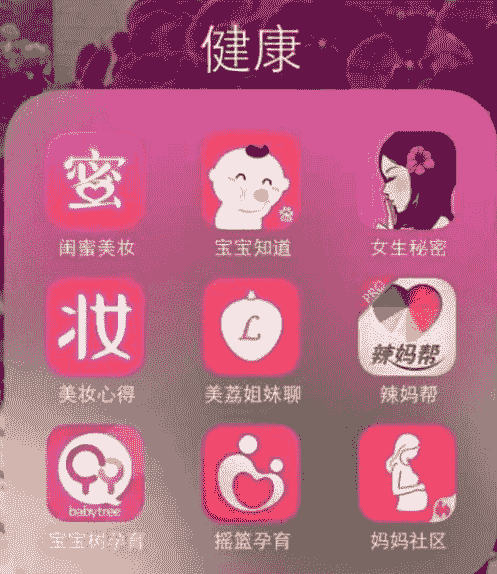 健康
蜜
闺蜜美妆 宝宝知道 女生秘密
妆
L
PRO
辣妈帮
美妆心得 美荔姐妹聊 辣妈帮
babytree
宝宝树孕育 摇篮孕育 妈妈社区